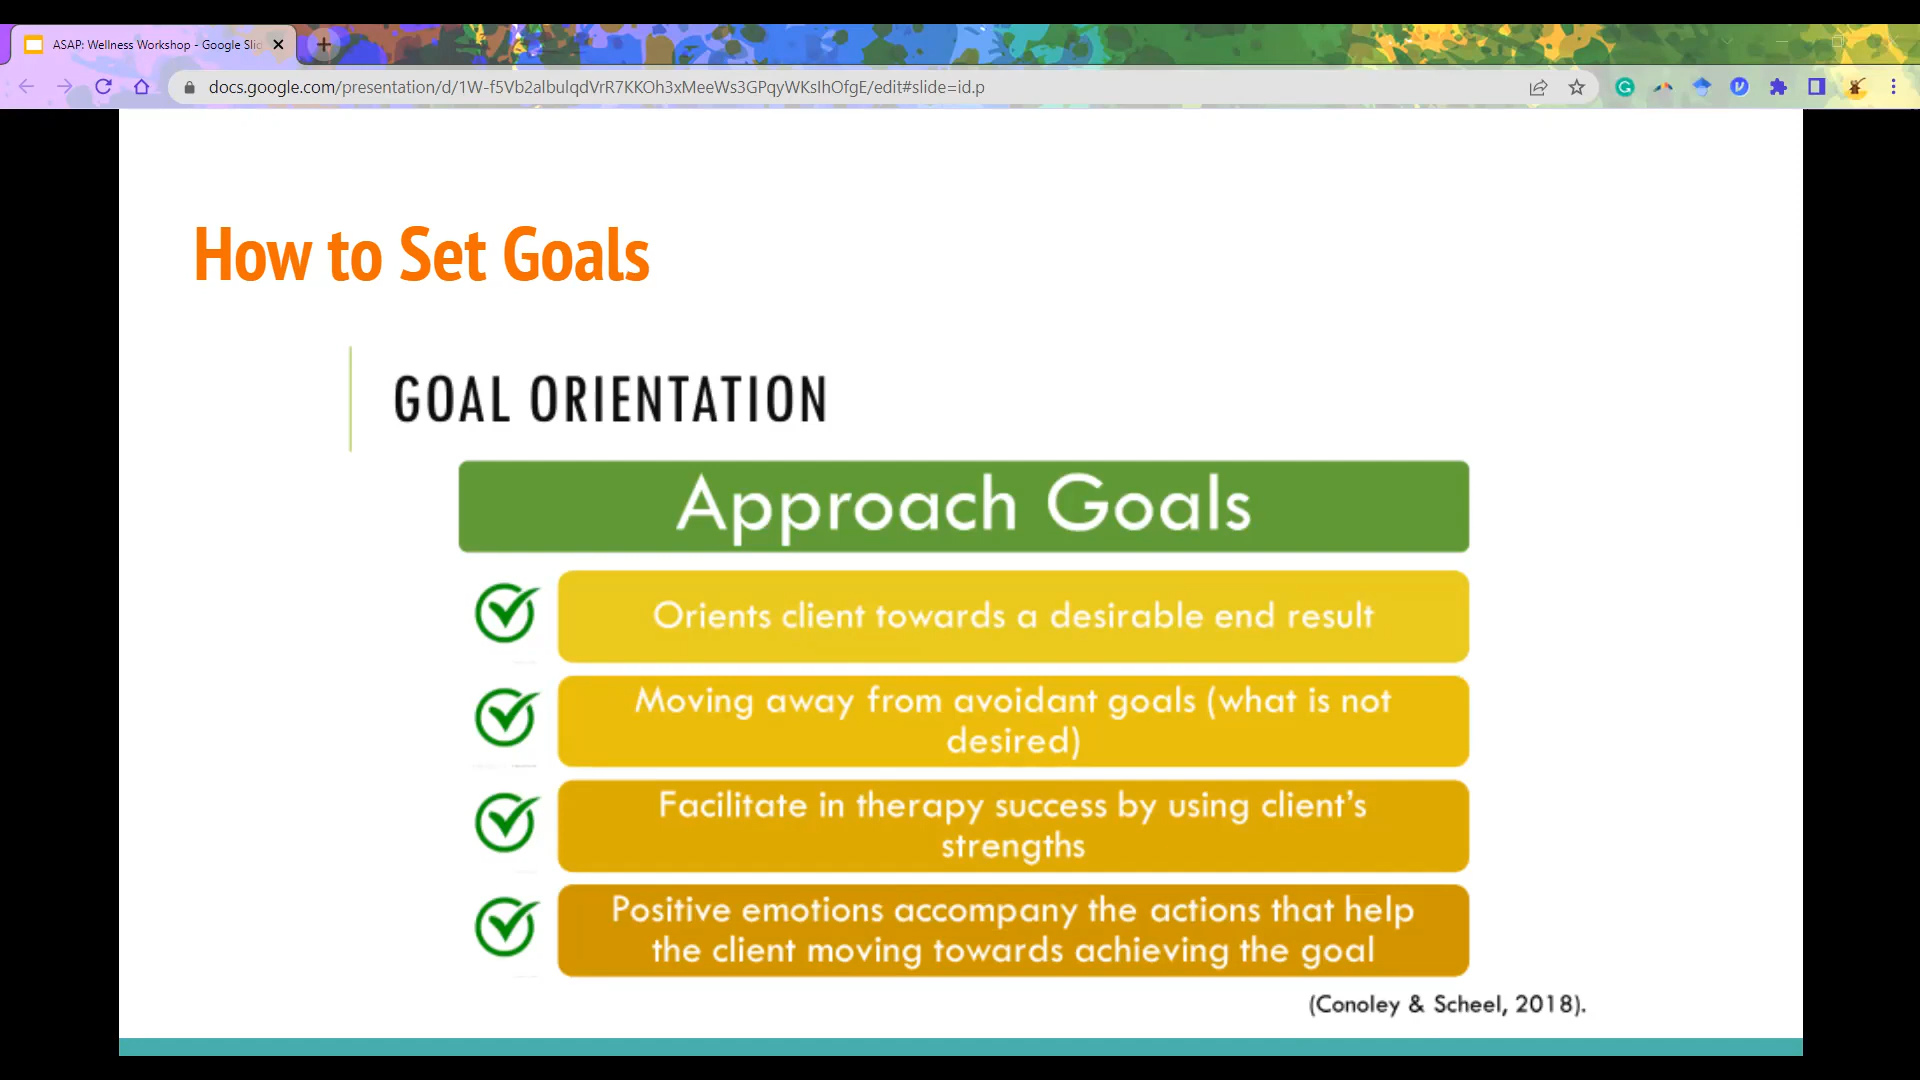 ASAP: Wellness Workshop - Google Slid
docs.google.com/presentation/d/1W-f5Vb2albulqdVrR7KKOh3xMeeWs3GPqyWKsIhOfgE/edit#slide=id.p
How to Set Goals
GOAL ORIENTATION
Approach Goals
Orients client towards a desirable end result
Moving away from avoidant goals (what is not
desired)
Facilitate in therapy success by using client's
strengths
Positive emotions accompany the actions that help
the client moving towards achieving the goal
(Conoley & Scheel, 2018).